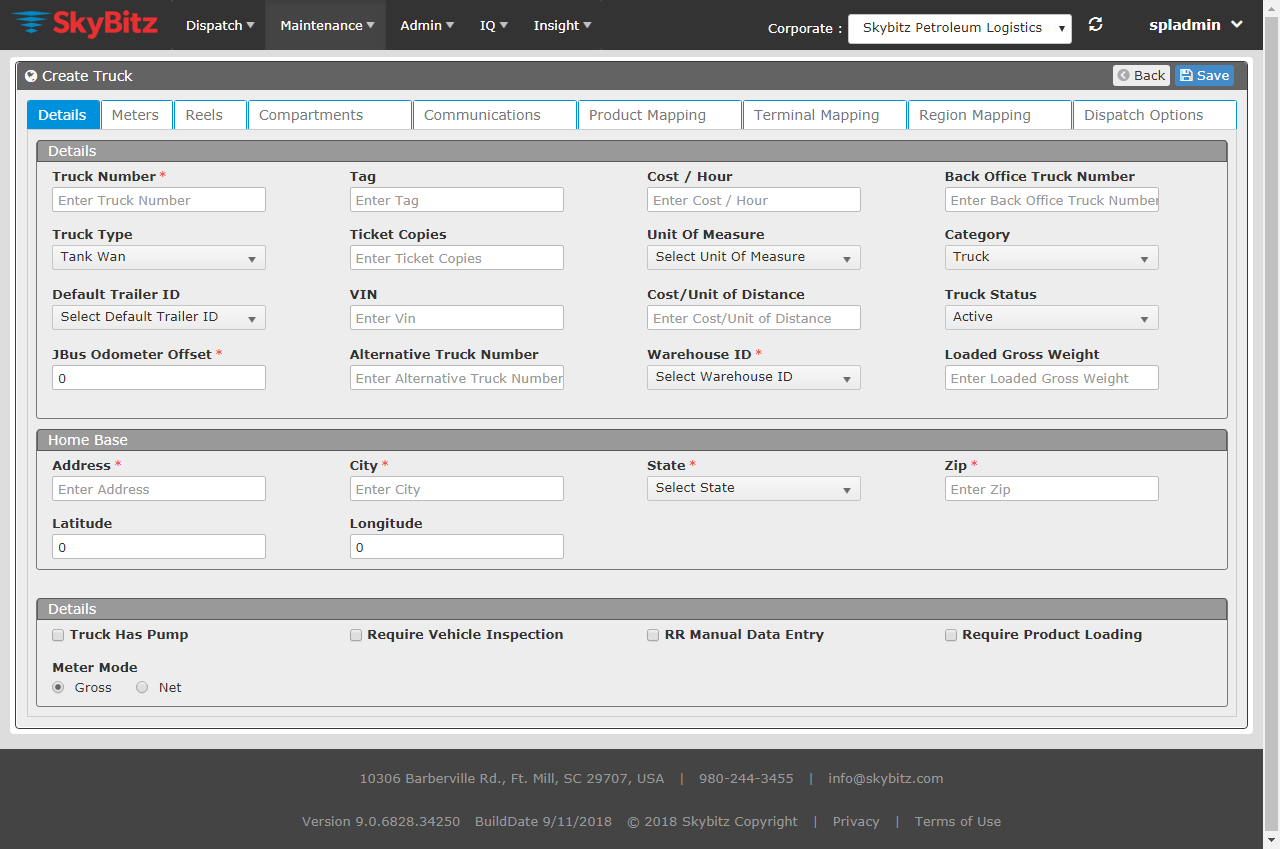 SkyBitz Dispatch Maintenance Admin IQ Insight Corporate : Skybitz Petroleum Logistics spladmin
Create Truck Back Save
Details Meters Reels Compartments Communications Product Mapping Terminal Mapping Region Mapping Dispatch Options
Details
Truck Number * Tag Cost / Hour Back Office Truck Number
Enter Truck Number Enter Tag Enter Cost / Hour Enter Back Office Truck Number
Truck Type Ticket Copies Unit Of Measure Category
Tank Wan Enter Ticket Copies Select Unit Of Measure Truck
Default Trailer ID VIN Cost/Unit of Distance Truck Status
Select Default Trailer ID Enter Vin Enter Cost/Unit of Distance Active
JBus Odometer Offset * Alternative Truck Number Warehouse ID * Loaded Gross Weight
0 Enter Alternative Truck Number Select Warehouse ID Enter Loaded Gross Weight
Home Base
Address * City * State * Zip *
Enter Address Enter City Select State Enter Zip
Latitude Longitude
0 0
Details
Truck Has Pump Require Vehicle Inspection RR Manual Data Entry Require Product Loading
Meter Mode
Gross Net
10306 Barberville Rd., Ft. Mill, SC 29707, USA | 980-244-3455 | info@skybitz.com
Version 9.0.6828.34250 BuildDate 9/11/2018 © 2018 Skybitz Copyright | Privacy | Terms of Use